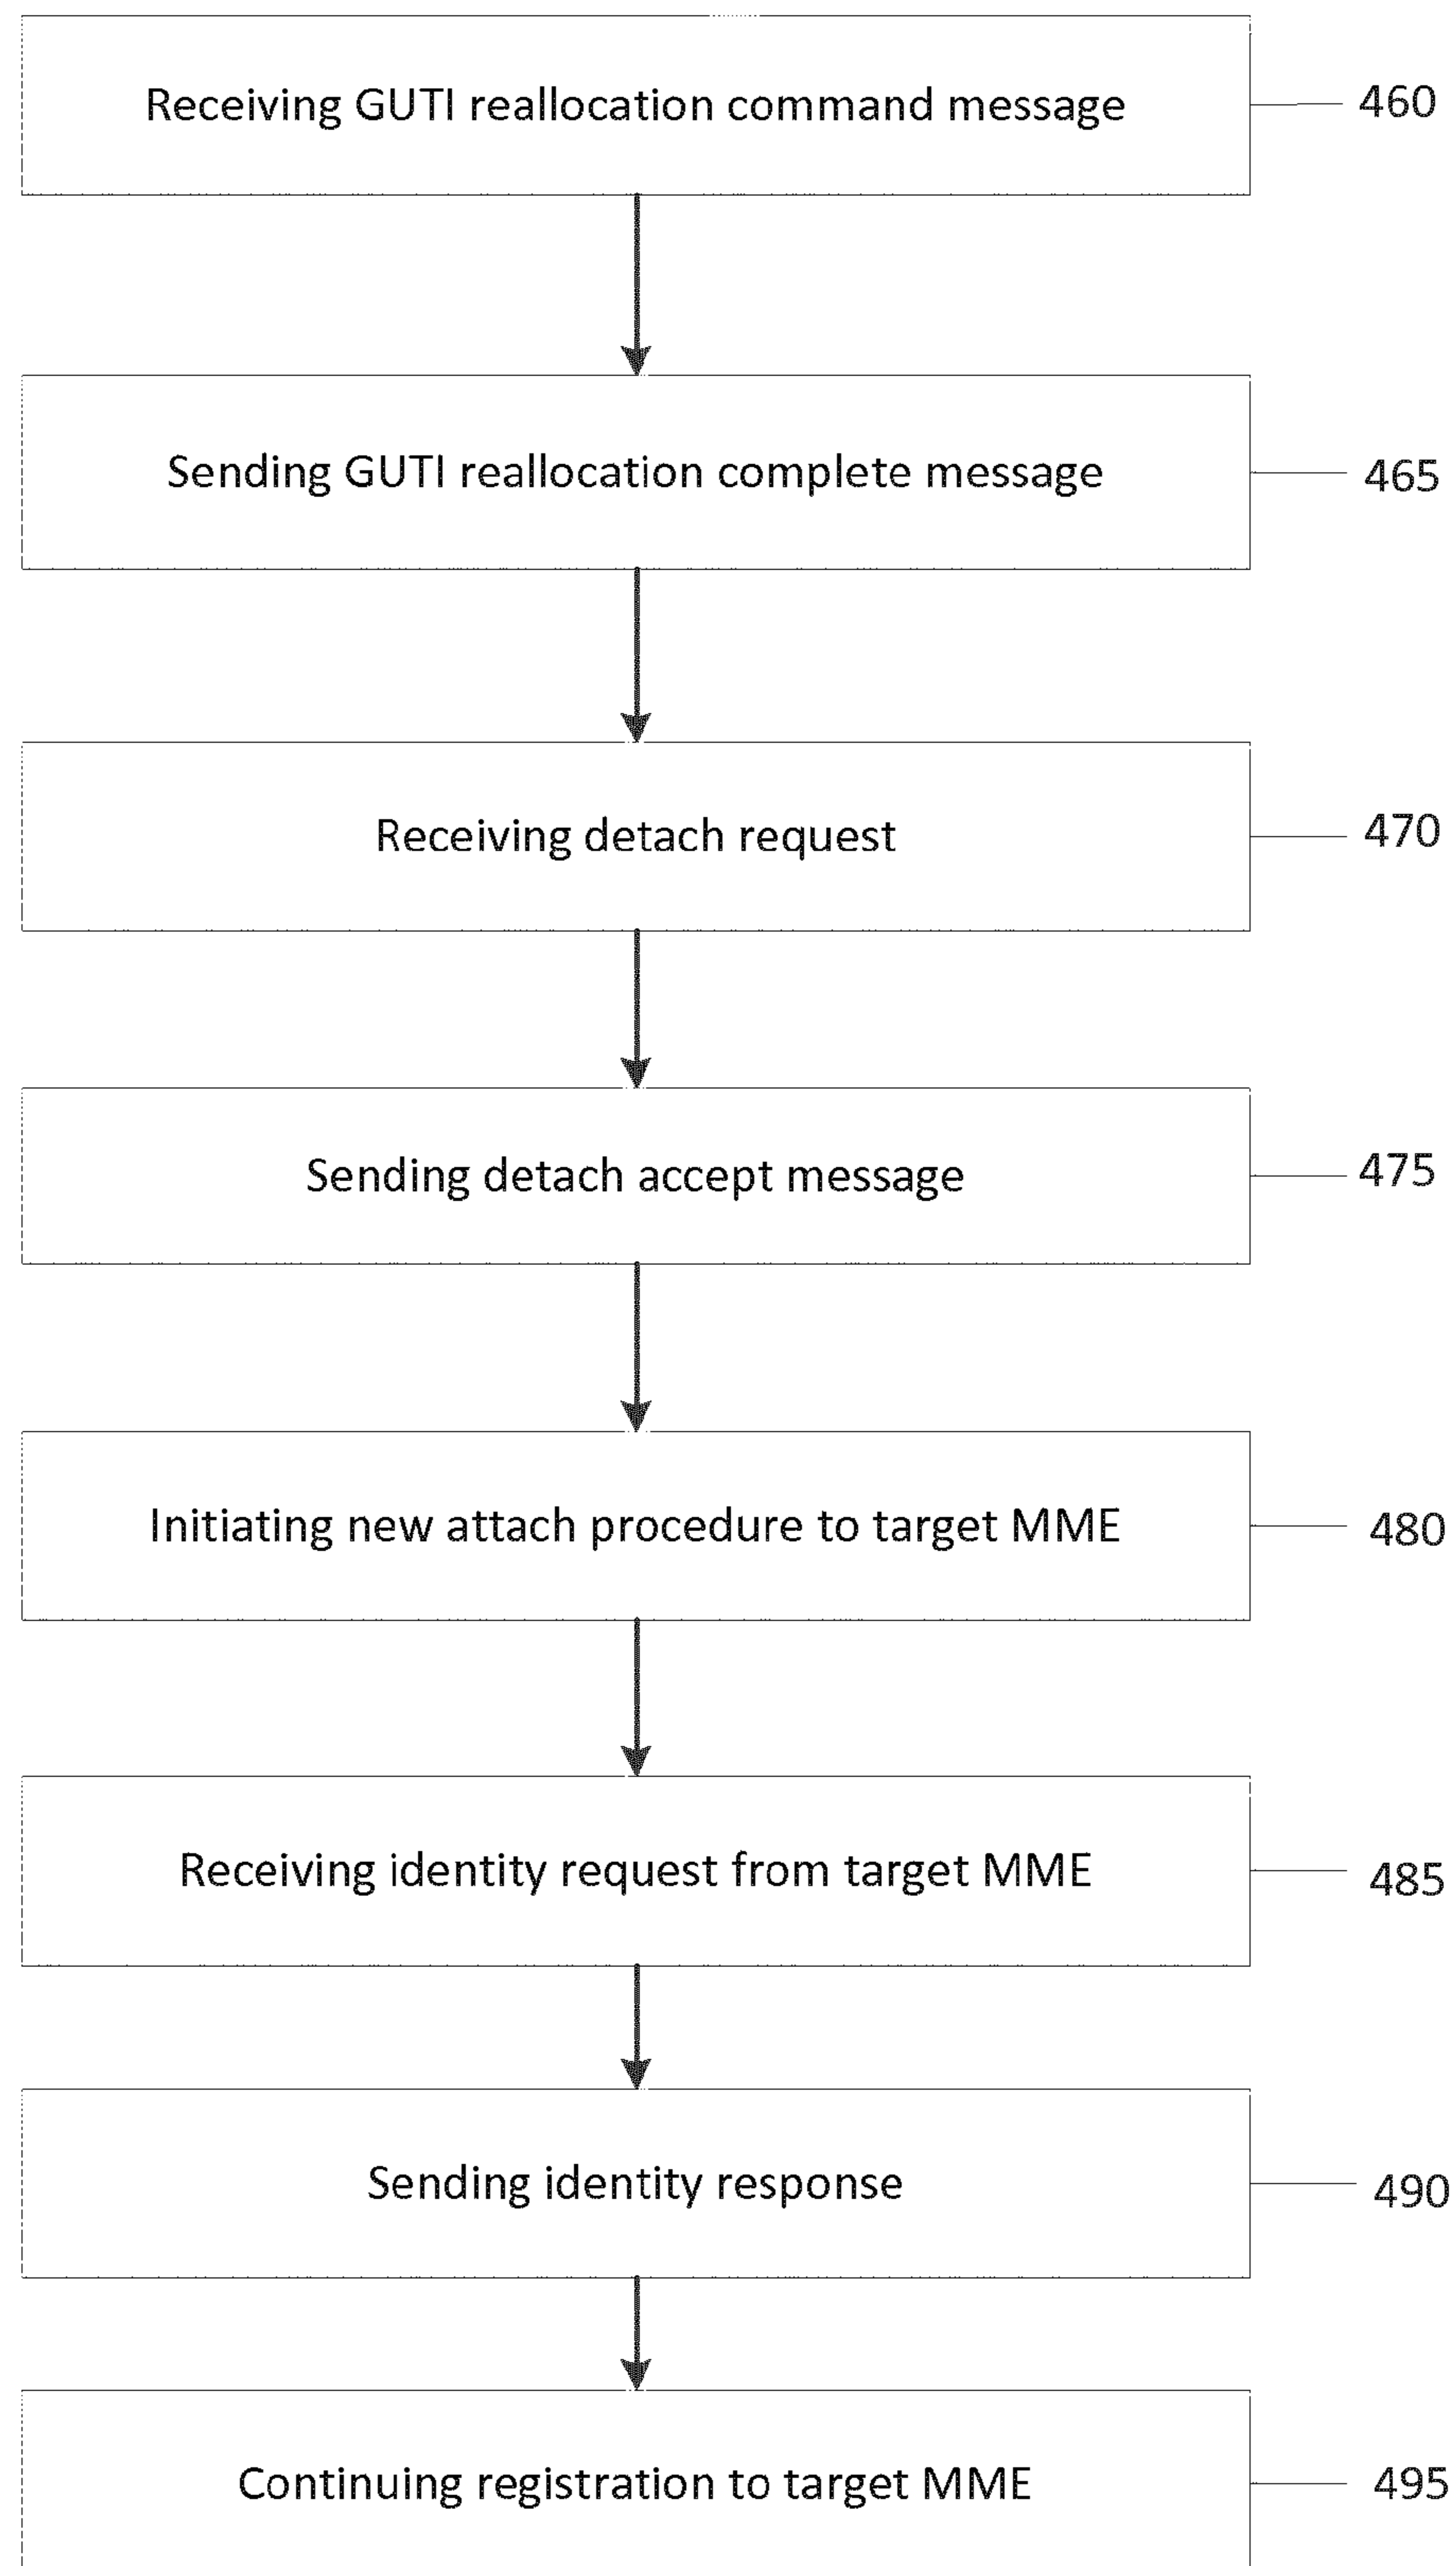 Receiving GUTI reallocation command message 460
Sending GUTI reallocation complete message 465
Receiving detach request 470
Sending detach accept message 475
Initiating new attach procedure to target MME 480
Receiving identity request from target MME 485
Sending identity response 490
Continuing registration to target MME 495